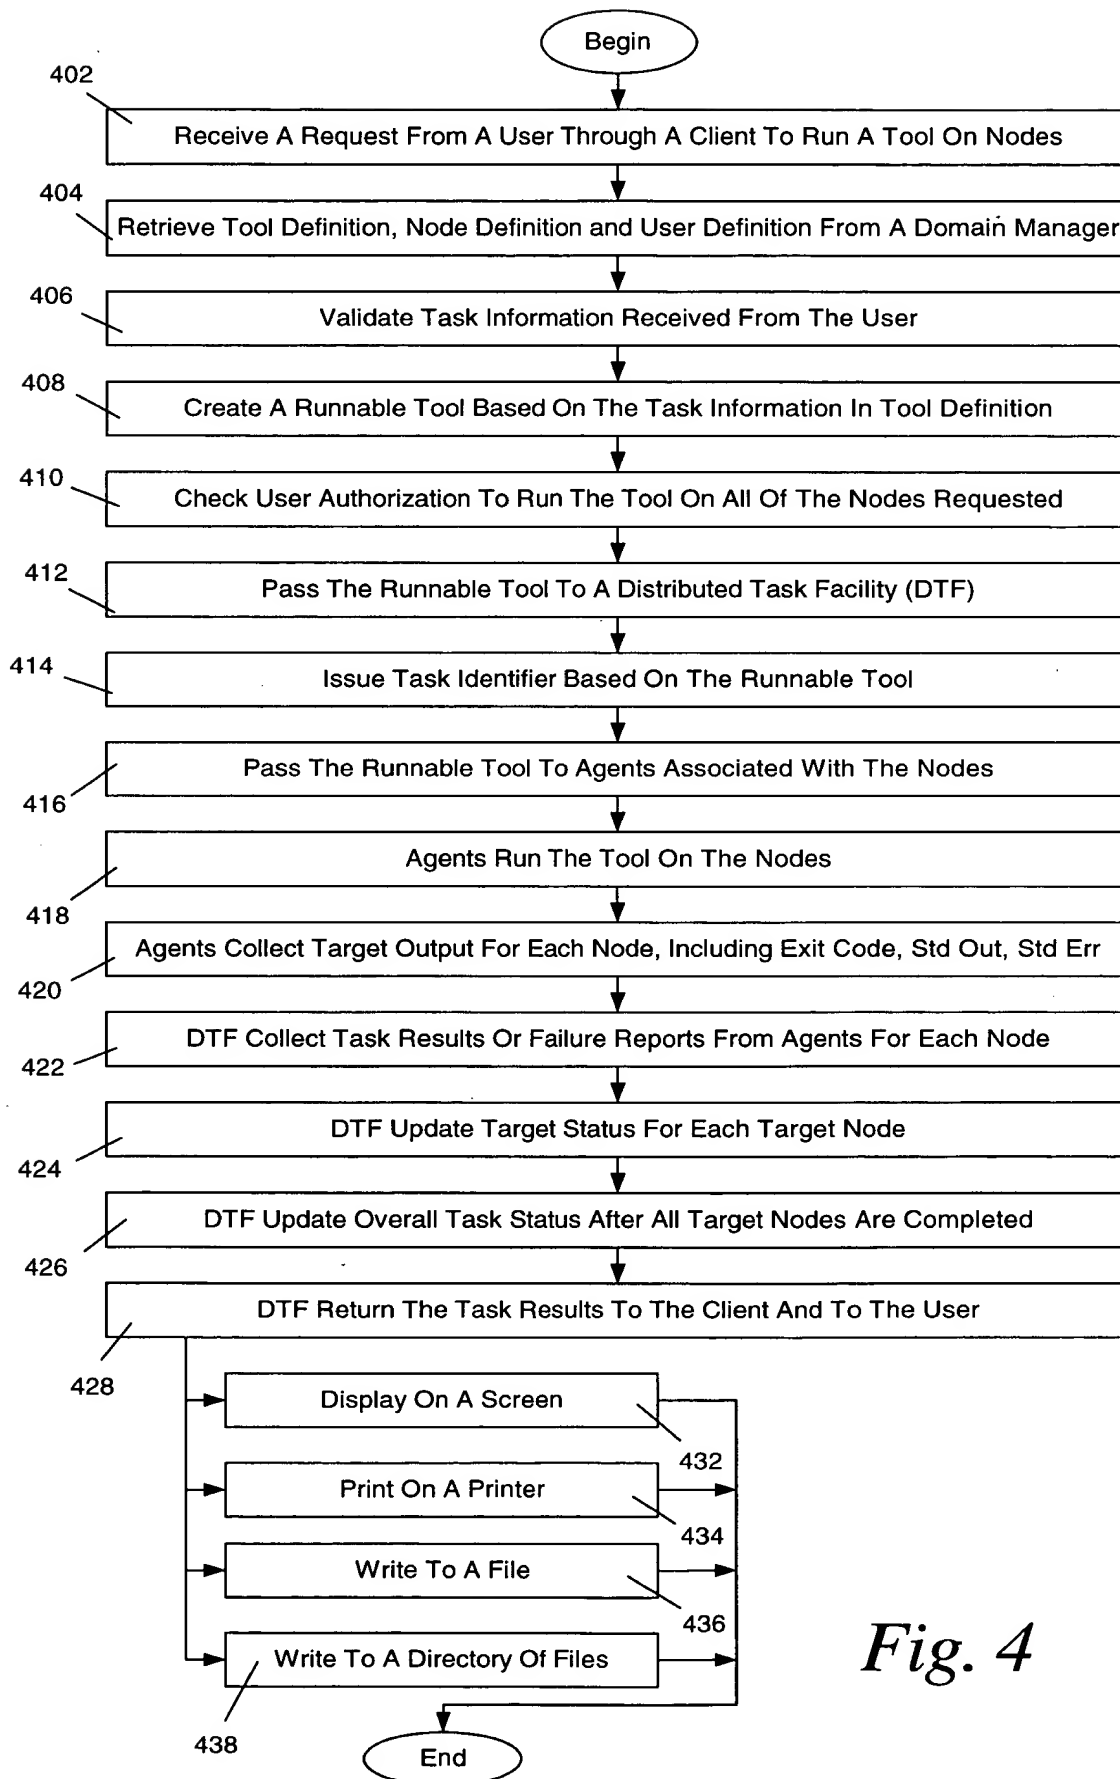 Begin
402
Receive A Request From A User Through A Client To Run A Tool On Nodes
404
Retrieve Tool Definition, Node Definition and User Definition From A Domain Manager
406
Validate Task Information Received From The User
408
Create A Runnable Tool Based On The Task Information In Tool Definition
410
Check User Authorization To Run The Tool On All Of The Nodes Requested
412
Pass The Runnable Tool To A Distributed Task Facility (DTF)
414
Issue Task Identifier Based On The Runnable Tool
416
Pass The Runnable Tool To Agents Associated With The Nodes
Agents Run The Tool On The Nodes
418
Agents Collect Target Output For Each Node, Including Exit Code, Std Out, Std Err
420
DTF Collect Task Results Or Failure Reports From Agents For Each Node
422
DTF Update Target Status For Each Target Node
424
DTF Update Overall Task Status After All Target Nodes Are Completed
426
DTF Return The Task Results To The Client And To The User
428
Display On A Screen
432
Print On A Printer
434
Write To A File
436
Write To A Directory Of Files
438
End
Fig. 4